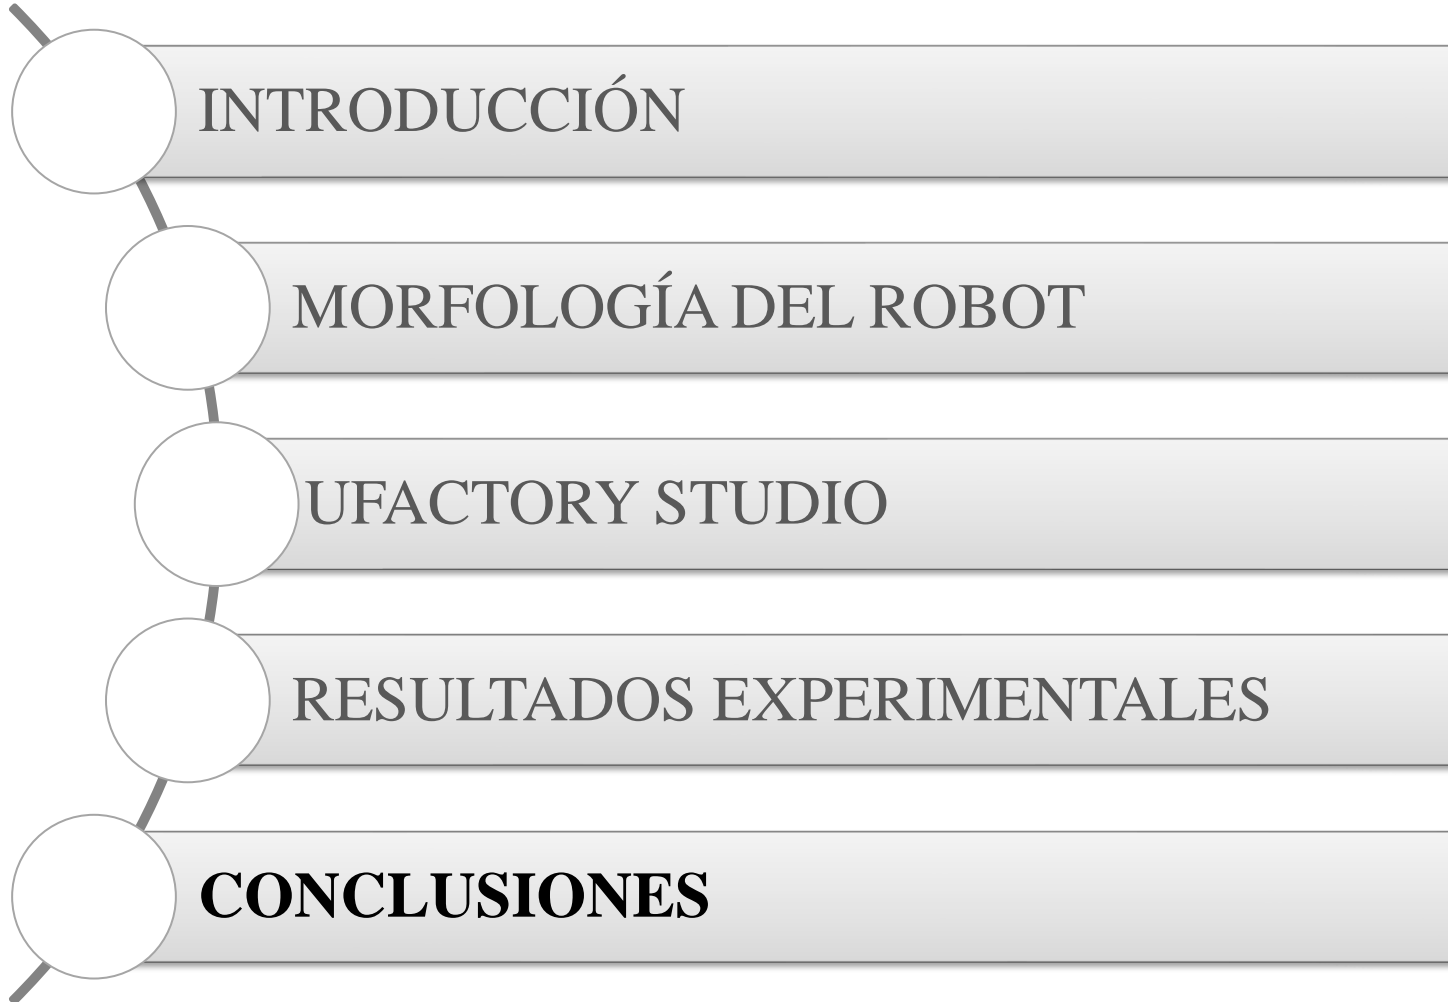 INTRODUCCIÓN
MORFOLOGÍA DEL ROBOT
UFACTORY STUDIO
RESULTADOS EXPERIMENTALES
CONCLUSIONES